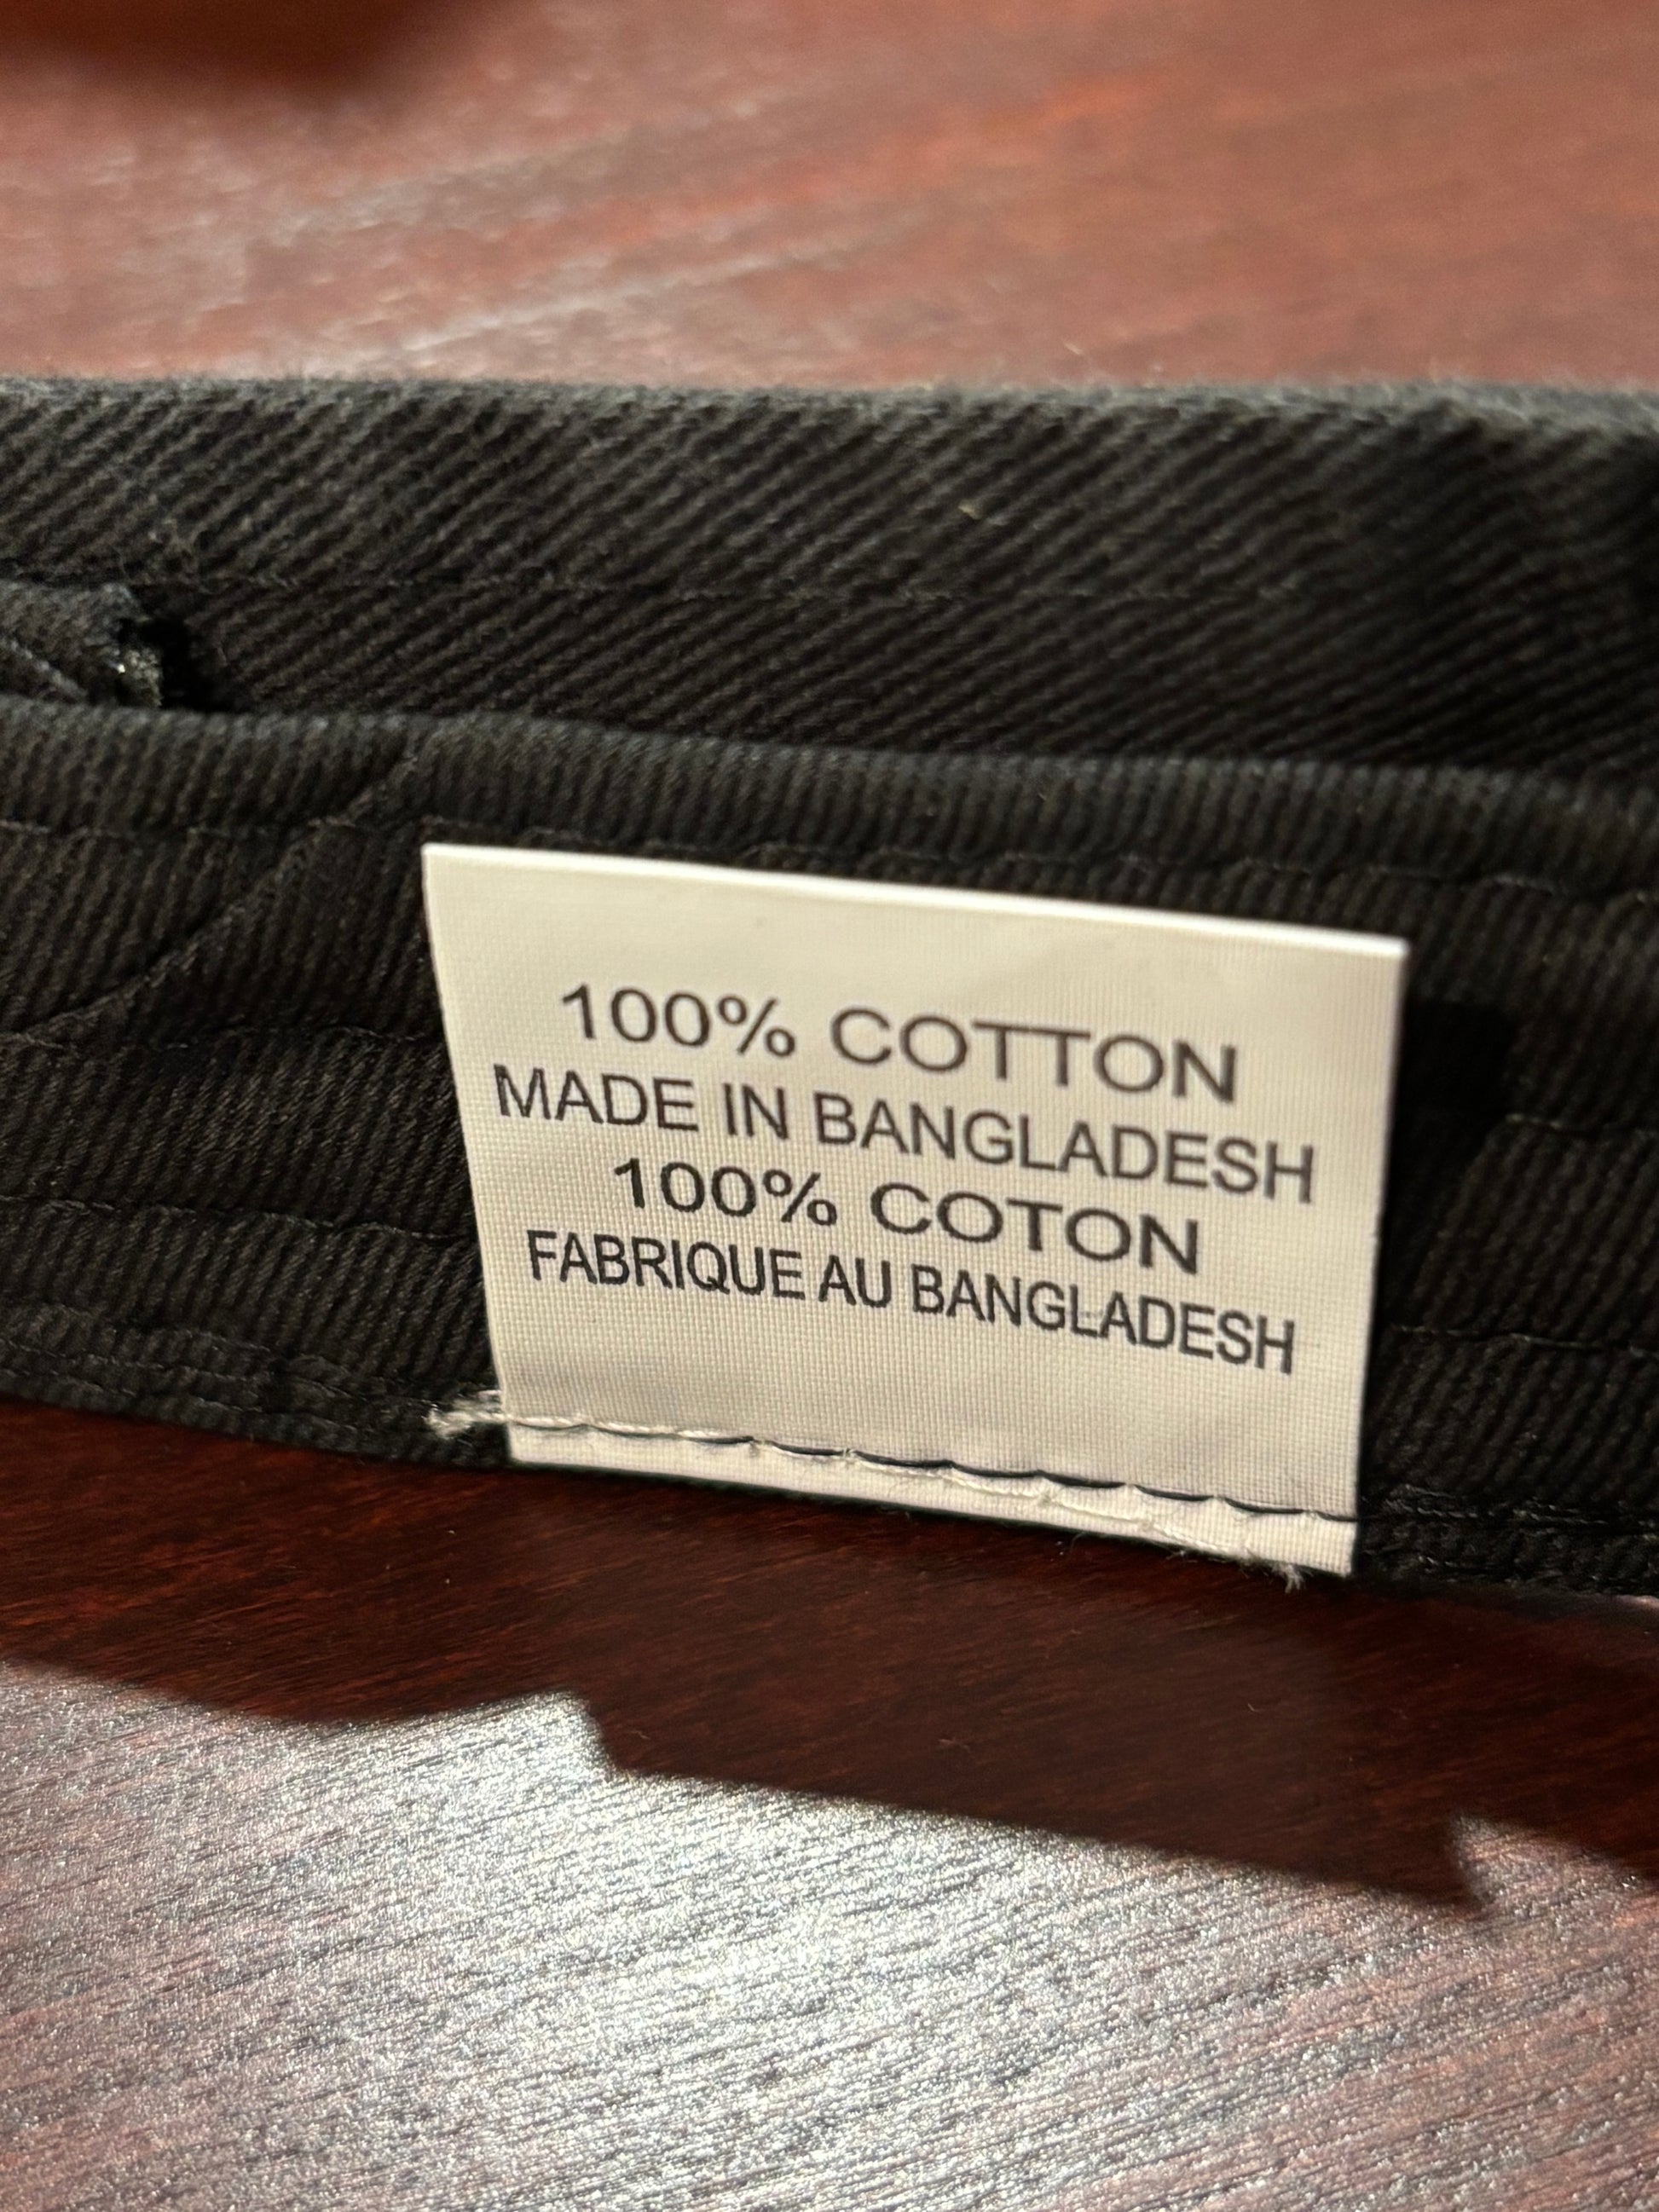 100% COTTON
MADE IN BANGLADESH
100% COTON
FABRIQUE AU BANGLADESH